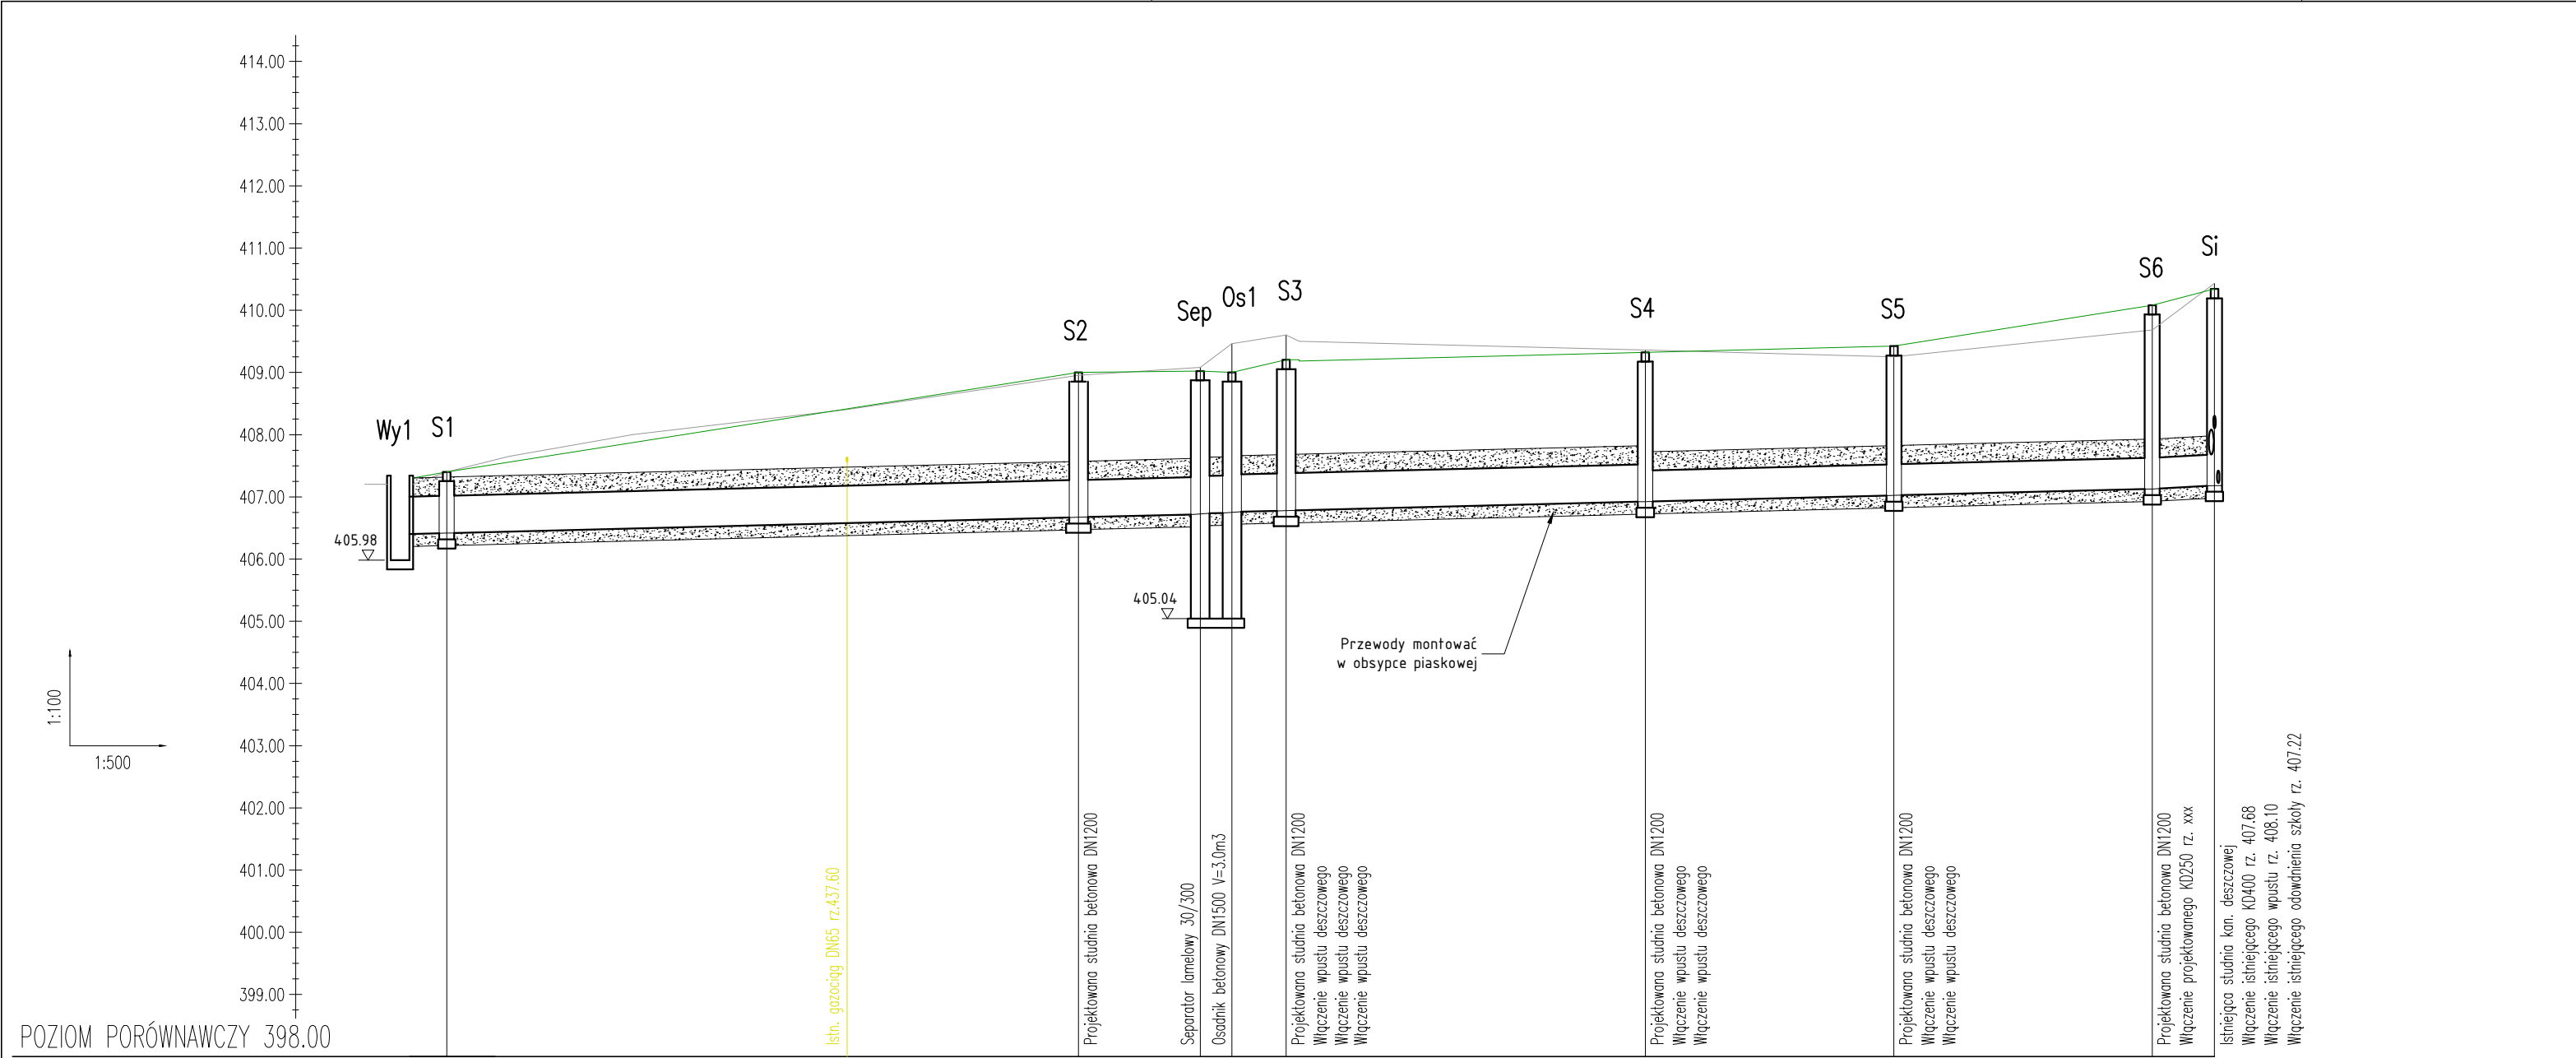 414.00
413.00
412.00
411.00
410.00
409.00
408.00
407.00
406.00
405.00
404.00
403.00
402.00
401.00
400.00
399.00
POZIOM PORÓWNAWCZY 398.00
1:100
1:500
Wy1
S1
S2
Sep
Os1
S3
S4
S5
S6
Si
405.98
405.04
Przewody montować
w obsypce piaskowej
Istn. gazociąg DN65 rz.437.60
Projektowana studnia betonowa DN1200
Separator lamelowy 30/300
Osadnik betonowy DN1500 V=3.0m3
Projektowana studnia betonowa DN1200
Włączenie wpustu deszczowego
Włączenie wpustu deszczowego
Włączenie wpustu deszczowego
Projektowana studnia betonowa DN1200
Włączenie wpustu deszczowego
Włączenie wpustu deszczowego
Projektowana studnia betonowa DN1200
Włączenie wpustu deszczowego
Włączenie wpustu deszczowego
Projektowana studnia betonowa DN1200
Włączenie projektowanego KD250 rz. xxx
Istniejąca studnia kan. deszczowej
Włączenie istniejącego KD400 rz. 407.68
Włączenie istniejącego wpustu rz. 408.10
Włączenie istniejącego odowdnienia szkoły rz. 407.22